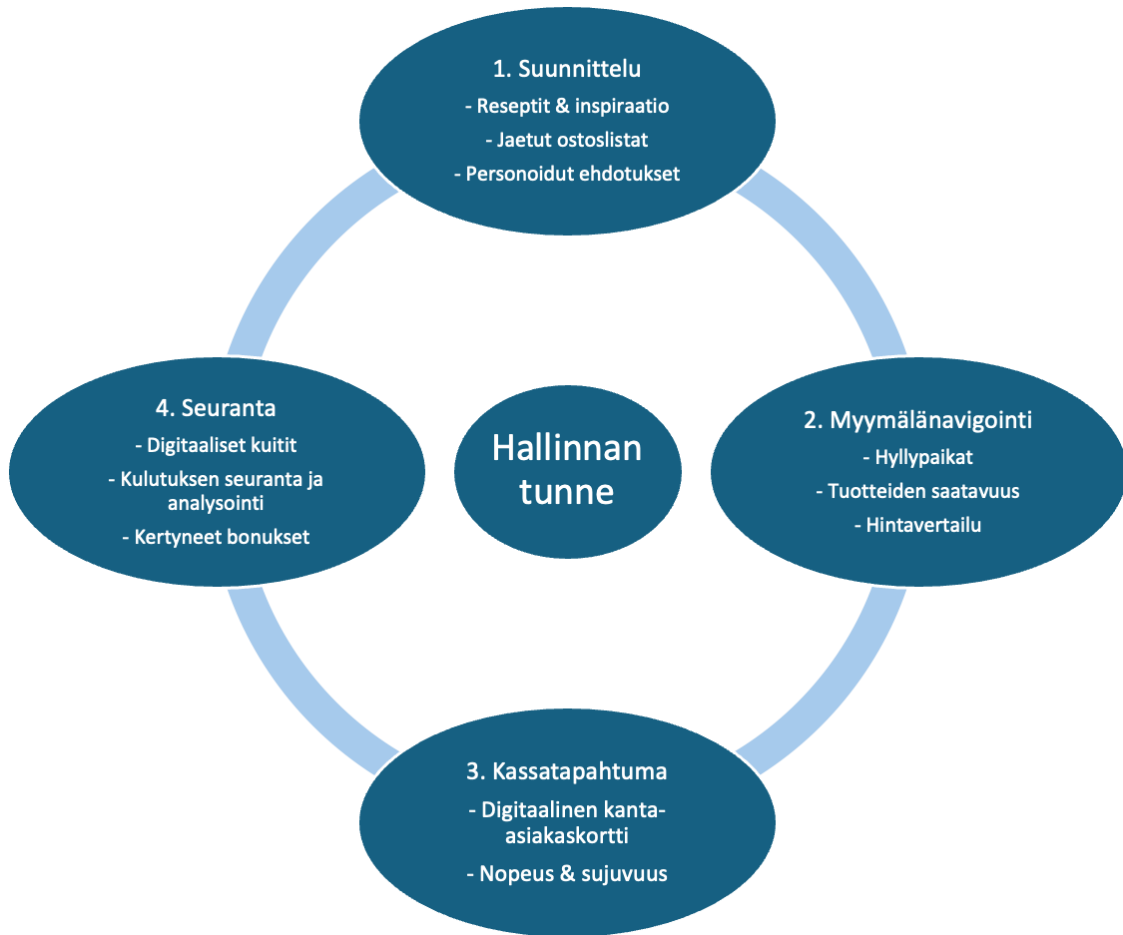 1. Suunnittelu
- Reseptit & inspiraatio
- Jaetut ostoslistat
- Personoidut ehdotukset
4. Seuranta
- Digitaaliset kuitit
- Kulutuksen seuranta ja
analysointi
- Kertyneet bonukset
Hallinnan
tunne
2. Myymälänavigointi
- Hyllypaikat
- Tuotteiden saatavuus
- Hintavertailu
3. Kassatapahtuma
- Digitaalinen kanta-
asiakaskortti
- Nopeus & sujuvuus